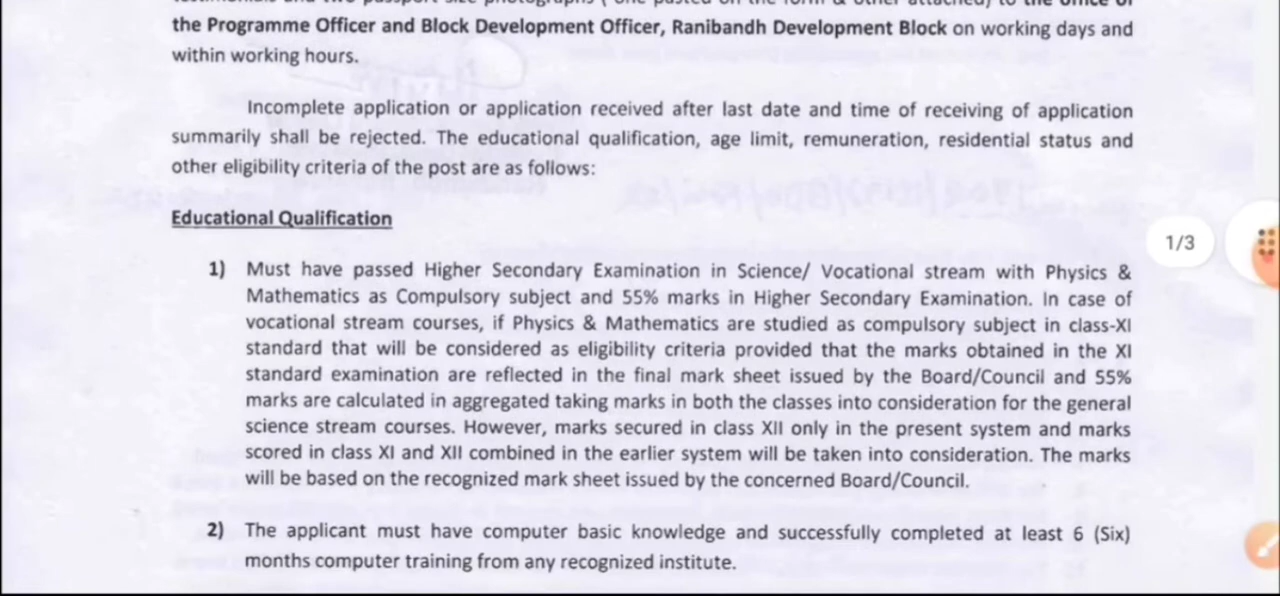 the Programme Officer and Block Development Officer, Ranibandh Development Block on working days and
within working hours.
Incomplete application or application received after last date and time of receiving of application
summarily shall be rejected. The educational qualification, age limit, remuneration, residential status and
other eligibility criteria of the post are as follows:
Educational Qualification
1/3
1) Must have passed Higher Secondary Examination in Science/ Vocational stream with Physics &
Mathematics as Compulsory subject and 55% marks in Higher Secondary Examination. In case of
vocational stream courses, if Physics & Mathematics are studied as compulsory subject in class-XI
standard that will be considered as eligibility criteria provided that the marks obtained in the XI
standard examination are reflected in the final mark sheet issued by the Board/Council and 55%
marks are calculated in aggregated taking marks in both the classes into consideration for the general
science stream courses. However, marks secured in class XII only in the present system and marks
scored in class XI and XII combined in the earlier system will be taken into consideration. The marks
will be based on the recognized mark sheet issued by the concerned Board/Council.
2) The applicant must have computer basic knowledge and successfully completed at least 6 (Six)
months computer training from any recognized institute.